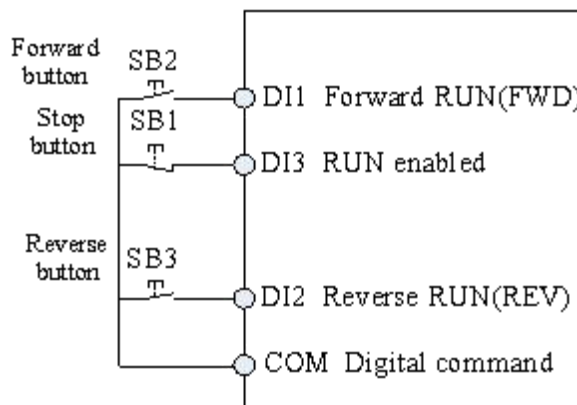 Forward
button
SB2
DI1 Forward RUN(FWD)
Stop
button
SB1
DI3 RUN enabled
Reverse
button
SB3
DI2 Reverse RUN(REV)
COM Digital command